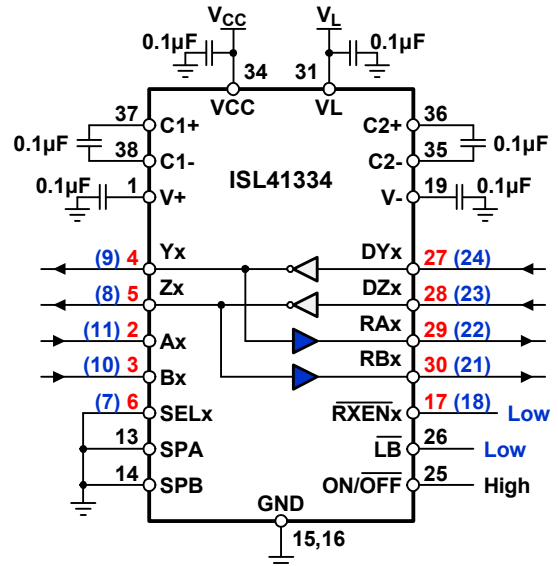 VCC VL
0.1µF 0.1µF
34 31
VCC VL
37 C1+ C2+ 36
0.1µF ISL41334 0.1µF
38 C1- C2- 35
0.1µF 1 V+ V- 19 0.1µF
(9) 4 Yx DYx 27 (24)
(8) 5 Zx DZx 28 (23)
(11) 2 Ax RAx 29 (22)
(10) 3 Bx RBx 30 (21)
(7) 6 SELx RXENx 17 (18) Low
13 SPA LB 26 Low
14 SPB ON/OFF 25 High
GND
15,16